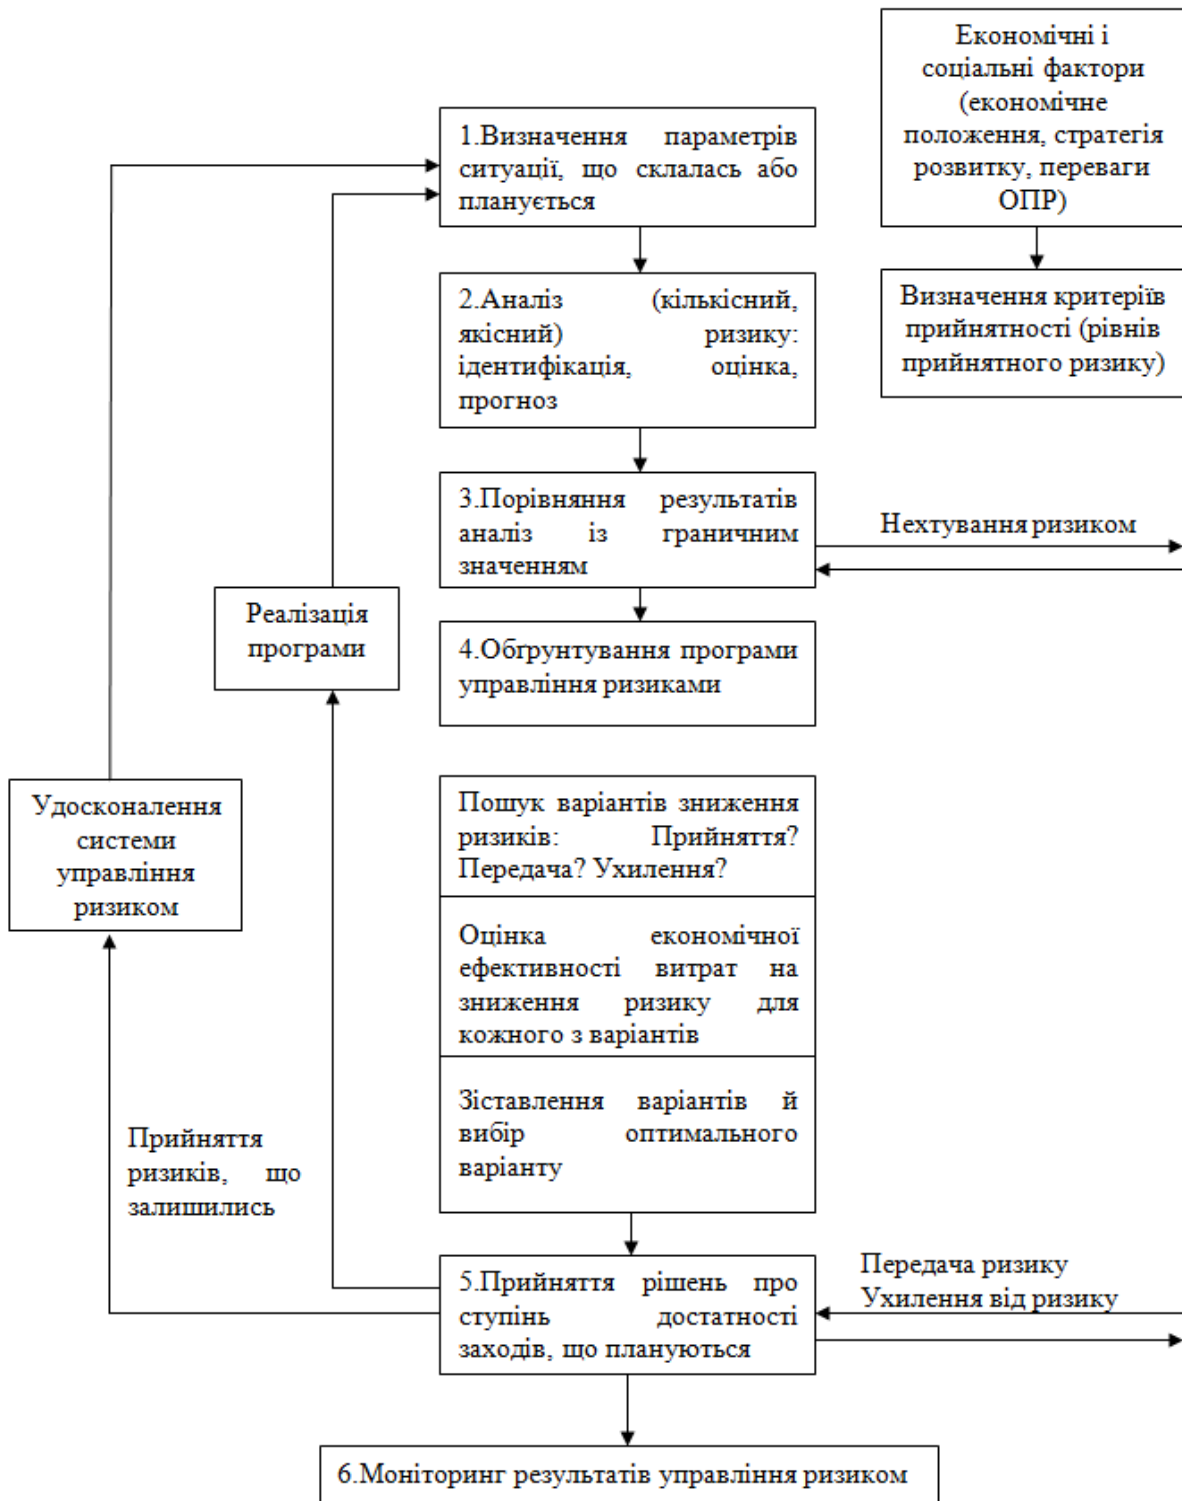 Економічні і
соціальні фактори
(економічне
положення, стратегія
розвитку, переваги
ОПР)
1.Визначення параметрів
ситуації, що склалась або
планується
Визначення критеріїв
прийнятності (рівнів
прийнятного ризику)
2.Аналіз (кількісний,
якісний) ризику:
ідентифікація, оцінка,
прогноз
3.Порівняння результатів
аналіз із граничним
значенням
Нехтування ризиком
Реалізація
програми
4.Обґрунтування програми
управління ризиками
Удосконалення
системи
управління
ризиком
Пошук варіантів зниження
ризиків: Прийняття?
Передача? Ухилення?
Оцінка економічної
ефективності витрат на
зниження ризику для
кожного з варіантів
Зіставлення варіантів й
вибір оптимального
варіанту
Прийняття
ризиків, що
залишились
5.Прийняття рішень про
ступінь достатності
заходів, що плануються
Передача ризику
Ухилення від ризику
6.Моніторинг результатів управління ризиком